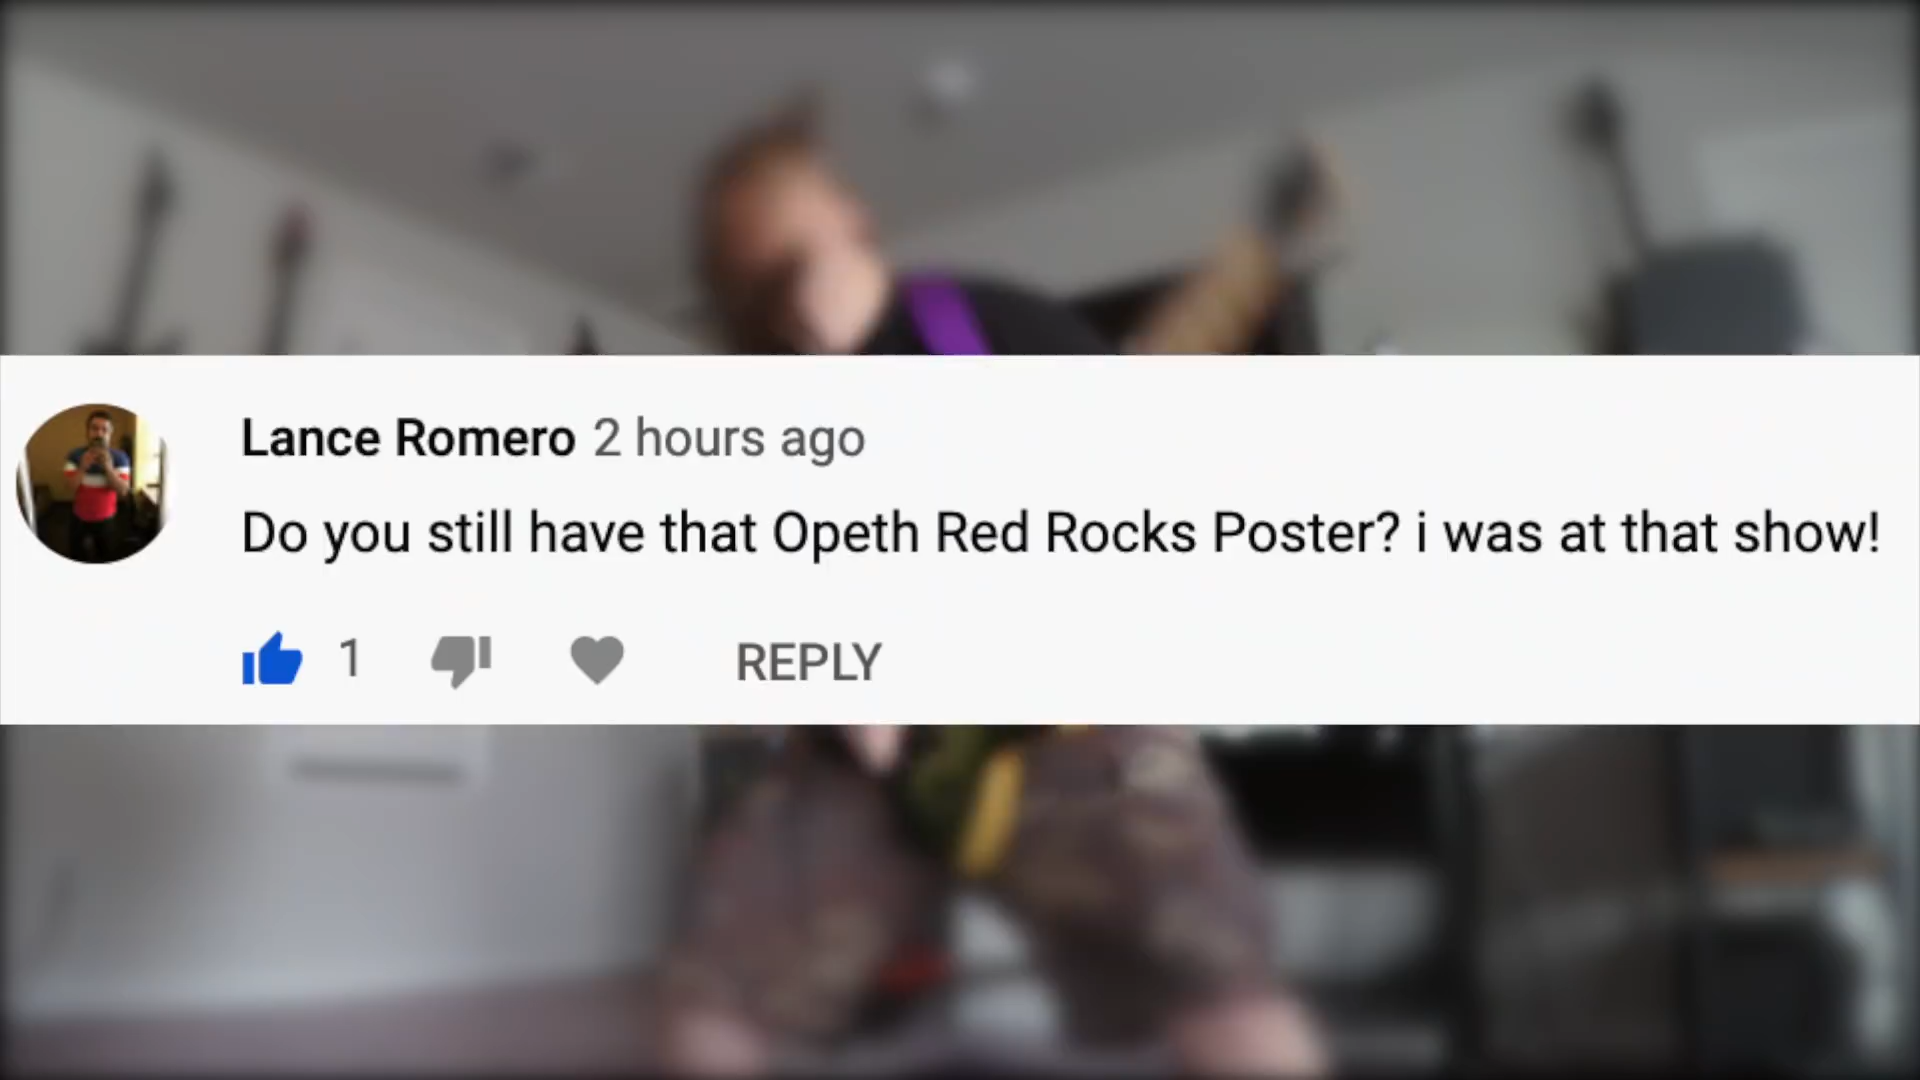 Lance Romero 2 hours ago
Do you still have that Opeth Red Rocks Poster? i was at that show!
1
REPLY